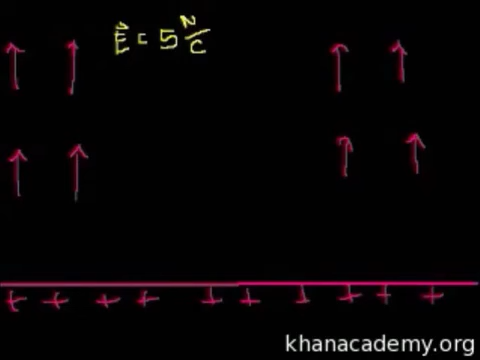 E⃗ = 5 N/C
+ + + + + + + + + +
khanacademy.org